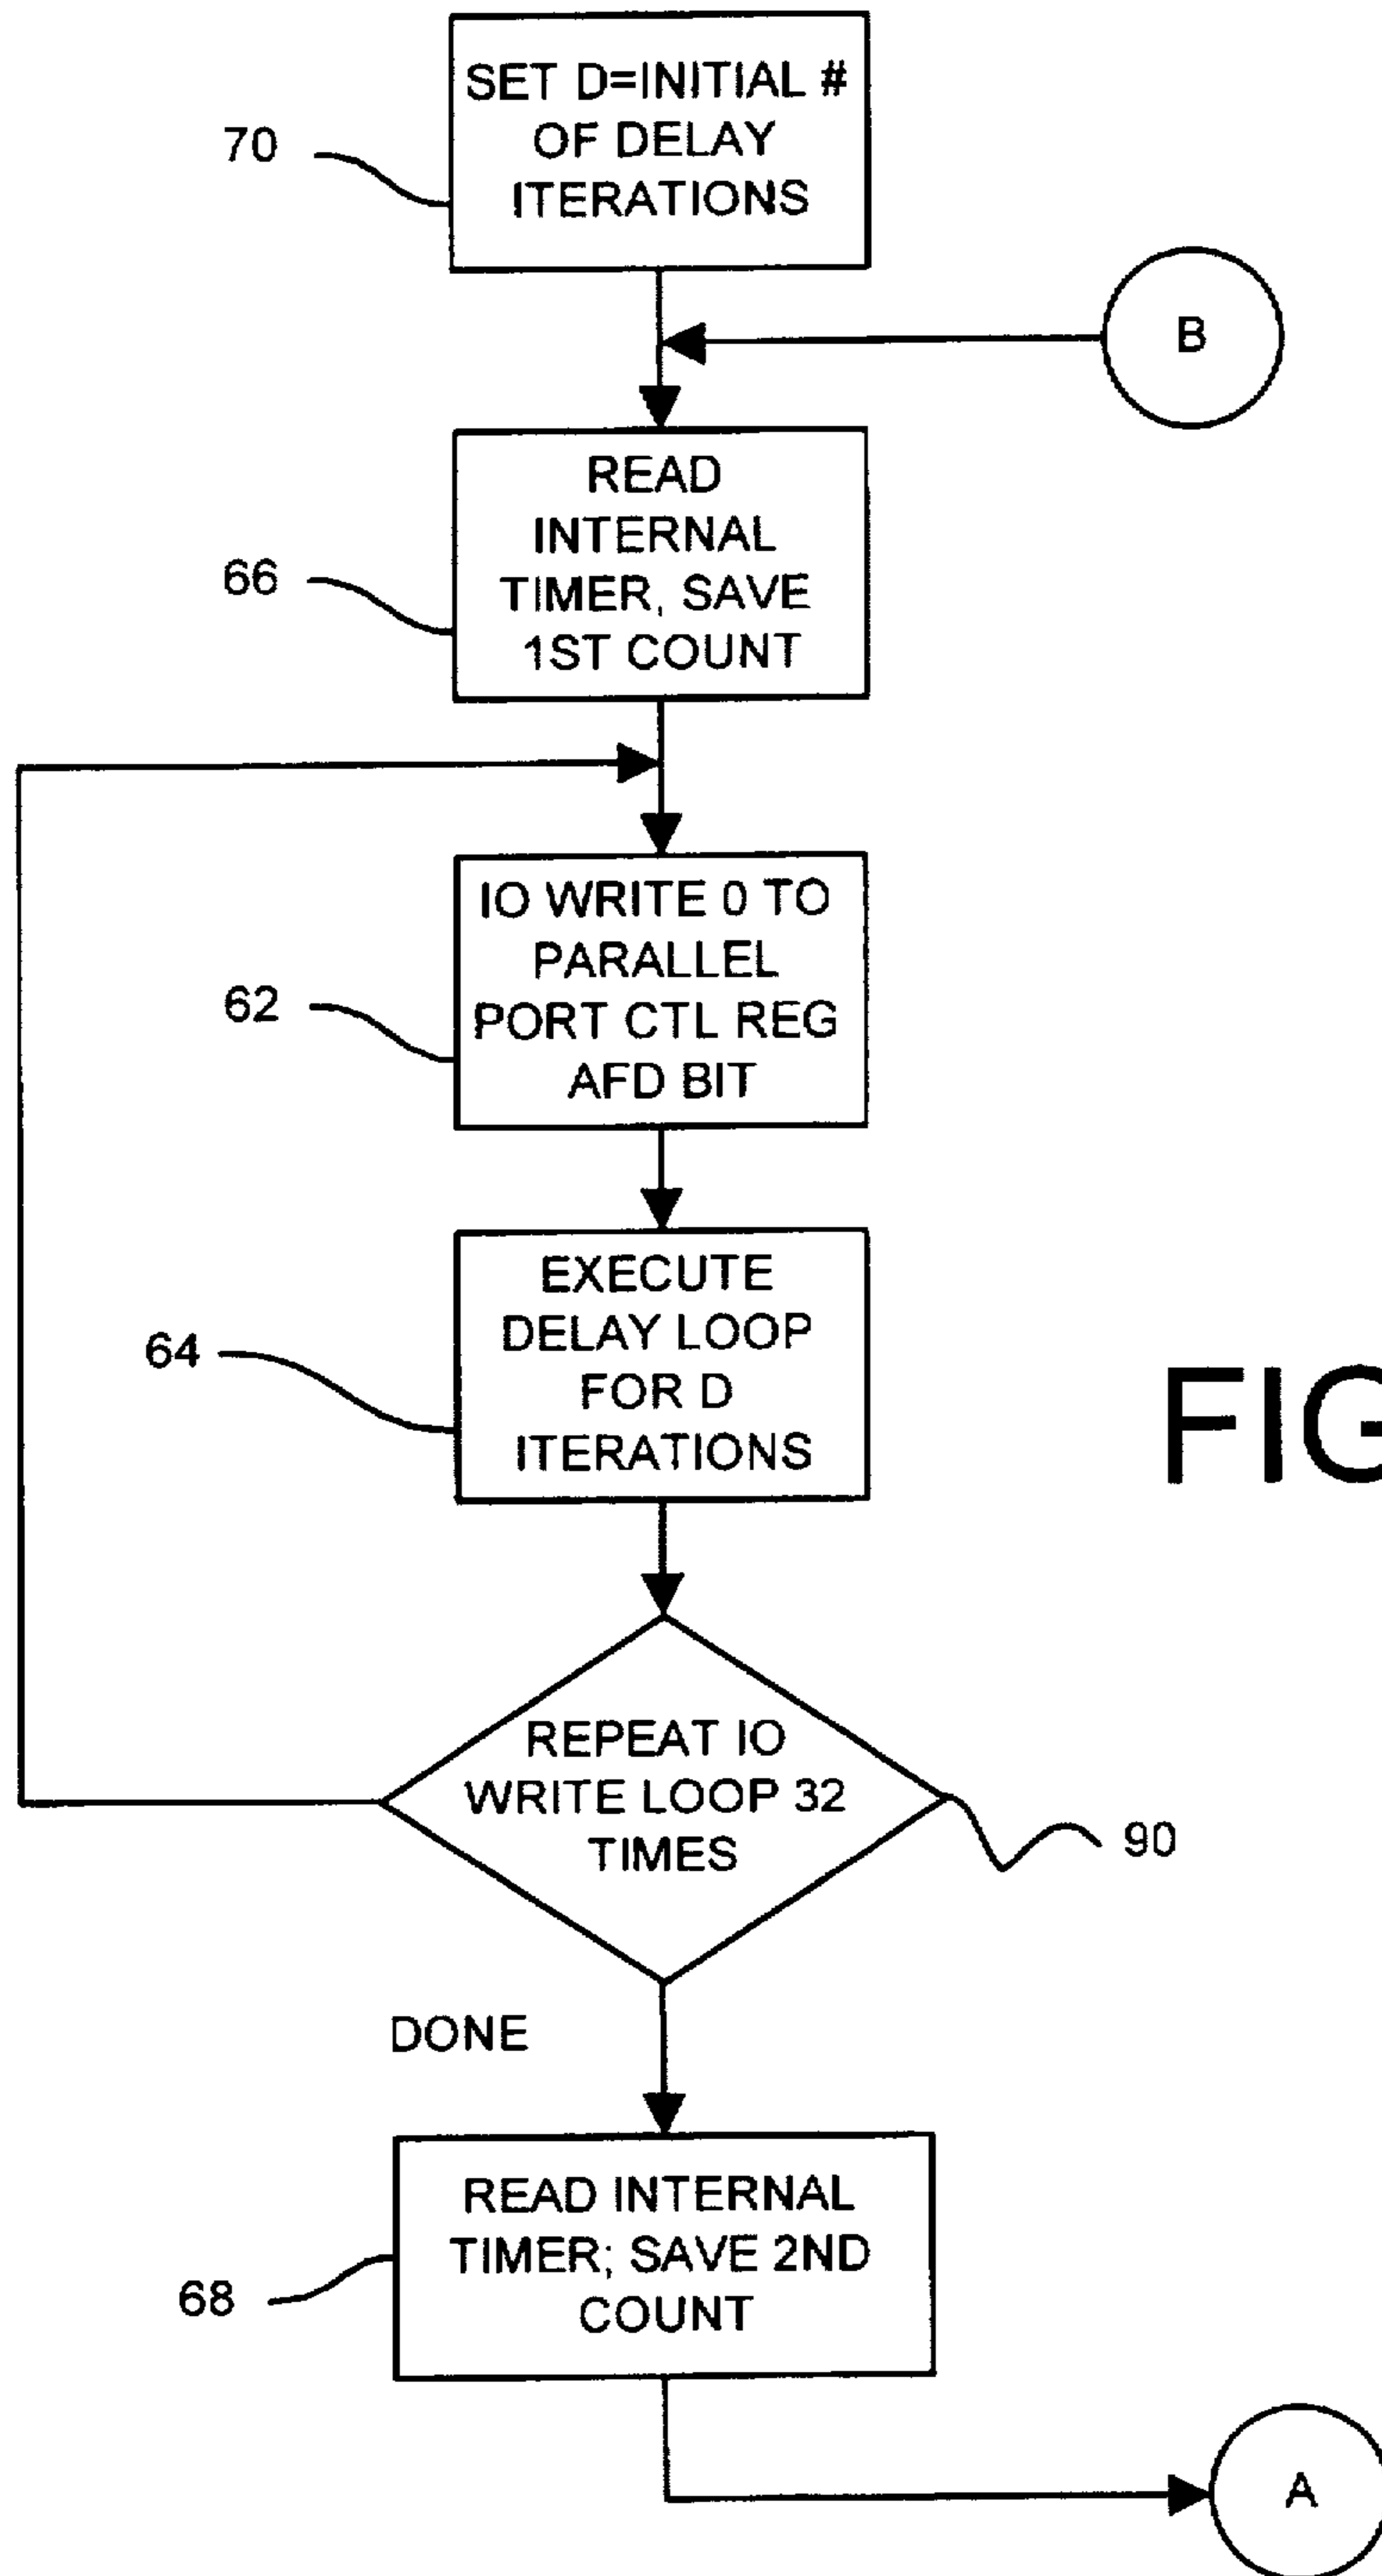 SET D=INITIAL #
OF DELAY
ITERATIONS
70
B
READ
INTERNAL
TIMER, SAVE
1ST COUNT
66
IO WRITE 0 TO
PARALLEL
PORT CTL REG
AFD BIT
62
EXECUTE
DELAY LOOP
FOR D
ITERATIONS
64
FIG
REPEAT IO
WRITE LOOP 32
TIMES
90
DONE
READ INTERNAL
TIMER; SAVE 2ND
COUNT
68
A